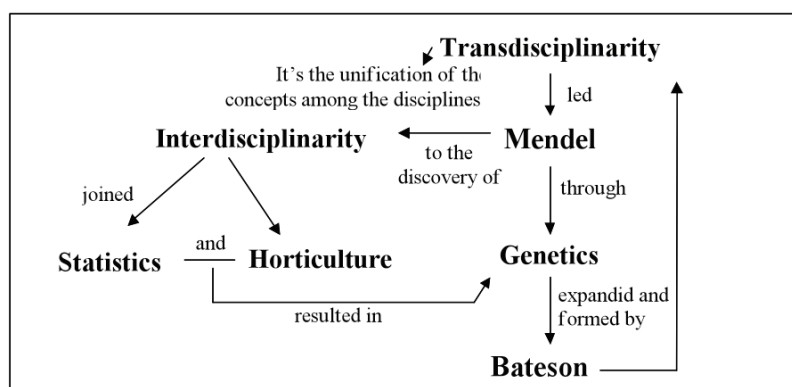 Transdisciplinarity
It's the unification of the
concepts among the disciplines
led
Interdisciplinarity
Mendel
to the
discovery of
joined
through
and
Statistics
Horticulture
Genetics
resulted in
expandid and
formed by
Bateson